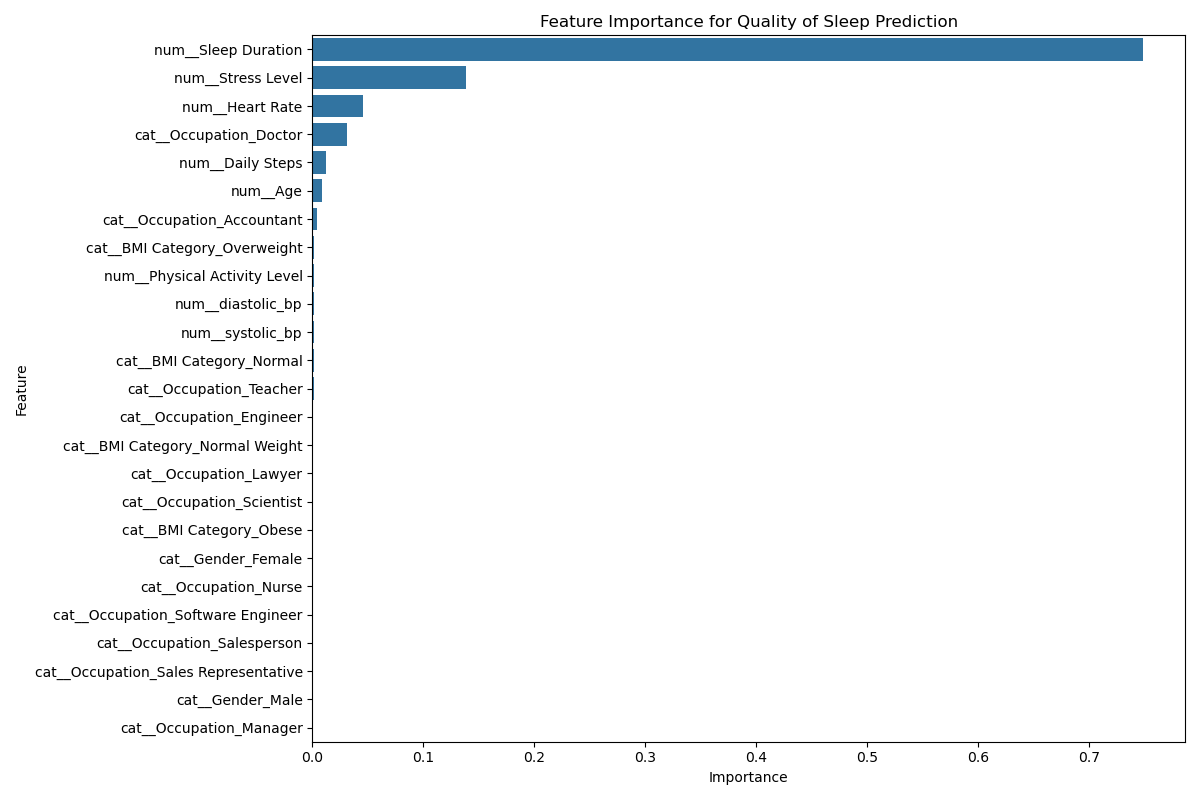 Feature Importance for Quality of Sleep Prediction
num__Sleep Duration
num__Stress Level
num__Heart Rate
cat__Occupation_Doctor
num__Daily Steps
num__Age
cat__Occupation_Accountant
cat__BMI Category_Overweight
num__Physical Activity Level
num__diastolic_bp
num__systolic_bp
cat__BMI Category_Normal
cat__Occupation_Teacher
cat__Occupation_Engineer
cat__BMI Category_Normal Weight
cat__Occupation_Lawyer
cat__Occupation_Scientist
cat__BMI Category_Obese
cat__Gender_Female
cat__Occupation_Nurse
cat__Occupation_Software Engineer
cat__Occupation_Salesperson
cat__Occupation_Sales Representative
cat__Gender_Male
cat__Occupation_Manager
Feature
0.0 0.1 0.2 0.3 0.4 0.5 0.6 0.7
Importance